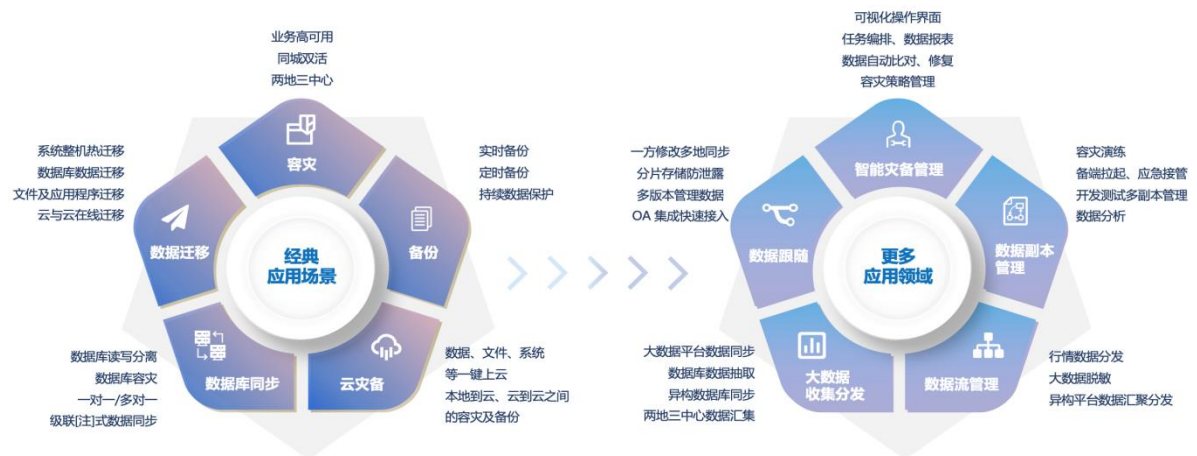 业务高可用
同城双活
两地三中心
容灾
实时备份
定时备份
持续数据保护
备份
数据、文件、系统
等一键上云
本地到云、云到云之间
的容灾及备份
云灾备
数据库读写分离
数据库容灾
一对一/多对一
级联[注]式数据同步
数据库同步
系统整机热迁移
数据库数据迁移
文件及应用程序迁移
云与云在线迁移
数据迁移
经典
应用场景
可视化操作界面
任务编排、数据报表
数据自动比对、修复
容灾策略管理
智能灾备管理
容灾演练
备端拉起、应急接管
开发测试多副本管理
数据分析
数据副本
管理
行情数据分发
大数据脱敏
异构平台数据汇聚分发
数据流管理
大数据平台数据同步
数据库数据抽取
异构数据库同步
两地三中心数据汇集
大数据
收集分发
一方修改多地同步
分片存储防泄露
多版本管理数据
OA 集成快速接入
数据跟随
更多
应用领域